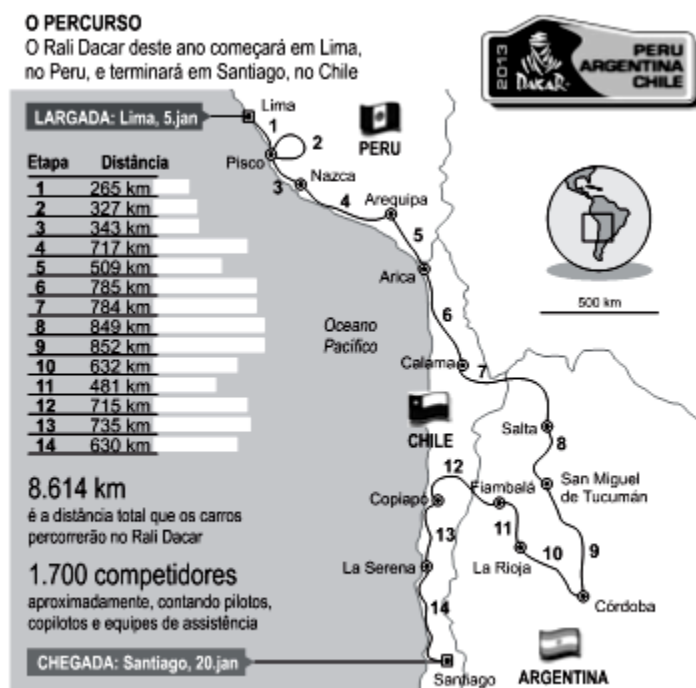 O PERCURSO
O Rali Dacar deste ano começará em Lima,
no Peru, e terminará em Santiago, no Chile
2013
DAKAR
PERU
ARGENTINA
CHILE
LARGADA: Lima, 5.jan
Etapa Distância
1 265 km
2 327 km
3 343 km
4 717 km
5 509 km
6 785 km
7 784 km
8 849 km
9 852 km
10 632 km
11 481 km
12 715 km
13 735 km
14 630 km
8.614 km
é a distância total que os carros
percorrerão no Rali Dacar
1.700 competidores
aproximadamente, contando pilotos,
copilotos e equipes de assistência
CHEGADA: Santiago, 20.jan
Lima
1
2
PERU
Pisco
3
Nazca
4
Arequipa
5
Arica
500 km
Oceano
Pacífico
6
Calama
7
CHILE
Salta
8
12
Copiapó
Fiambalá
San Miguel
de Tucumán
13
11
La Serena
La Rioja
10
9
14
Córdoba
Santiago
ARGENTINA